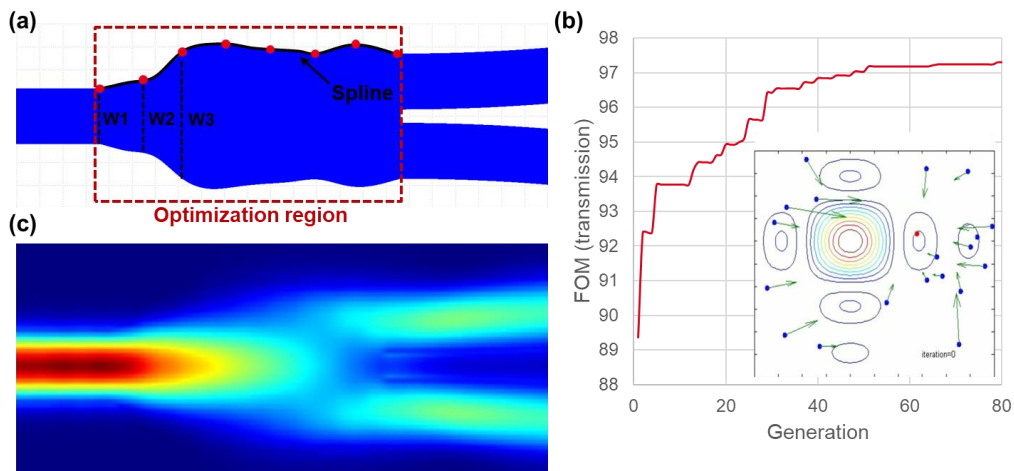 (a)
W1
W2
W3
Spline
Optimization region
(b)
98
97
96
95
94
93
92
91
90
89
88
FOM (transmission)
iteration=0
0
20
40
60
80
Generation
(c)